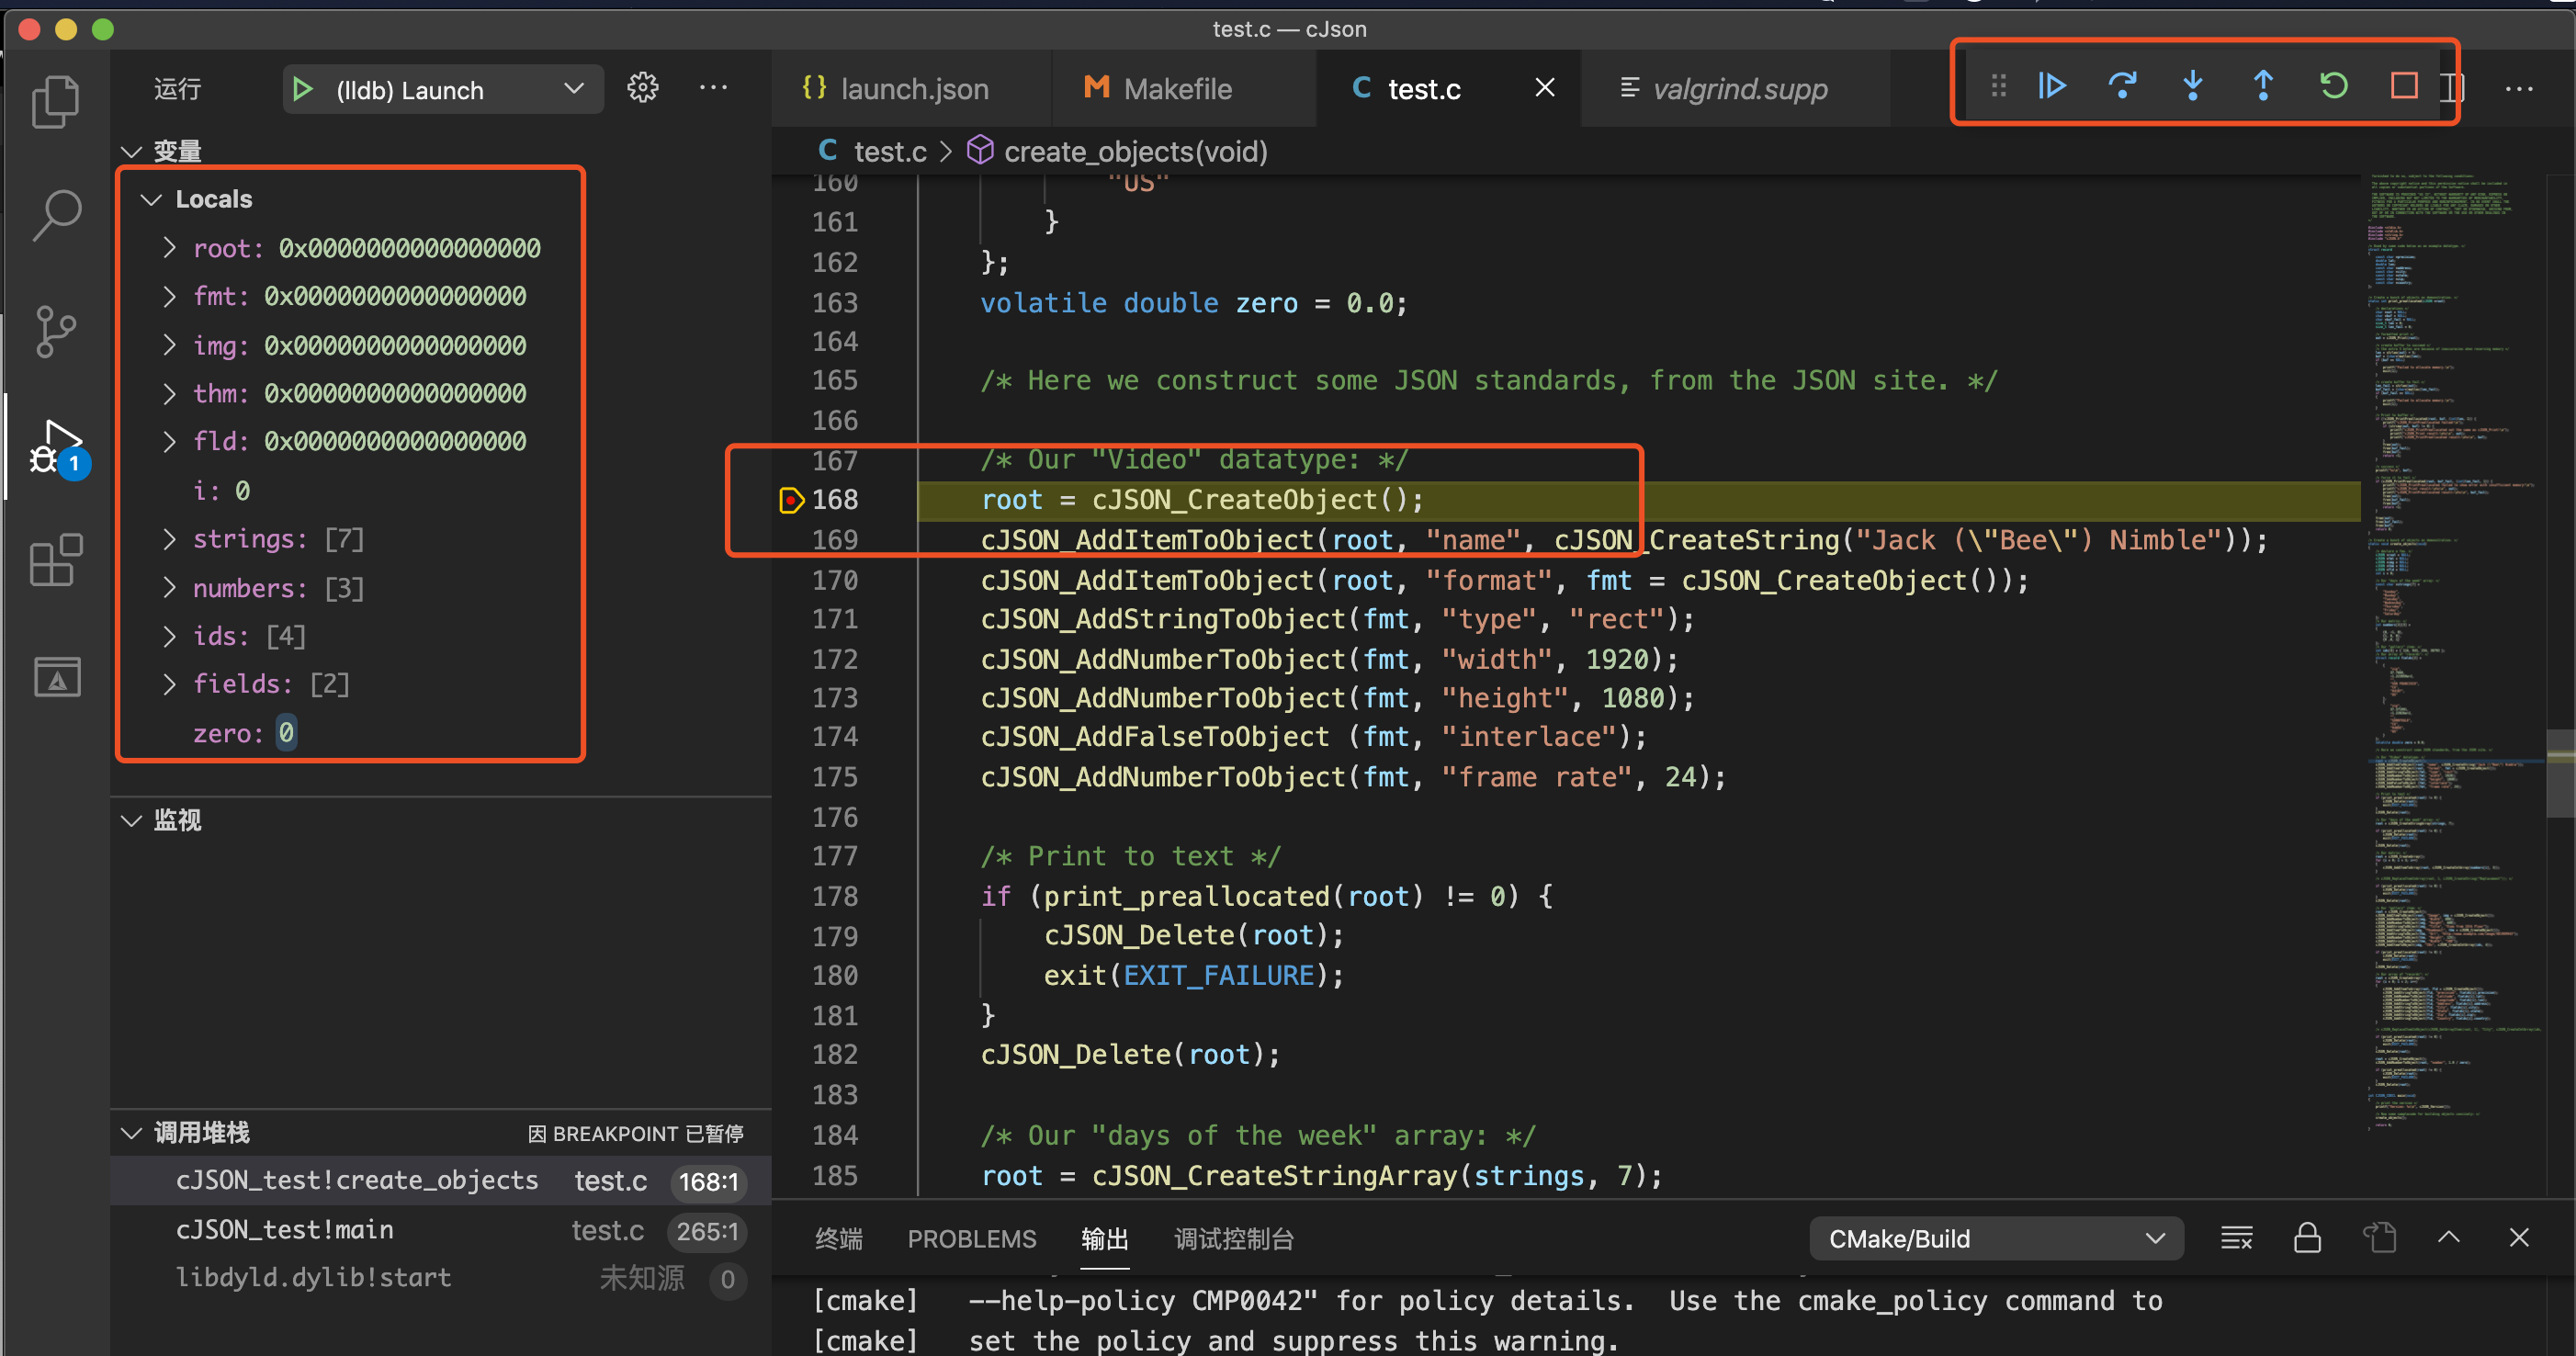 test.c — cJson
运行
(lldb) Launch
launch.json
Makefile
test.c
valgrind.supp
test.c > create_objects(void)
变量
Locals
root: 0x0000000000000000
fmt: 0x0000000000000000
img: 0x0000000000000000
thm: 0x0000000000000000
fld: 0x0000000000000000
i: 0
strings: [7]
numbers: [3]
ids: [4]
fields: [2]
zero: 0
监视
调用堆栈
因 BREAKPOINT 已暂停
cJSON_test!create_objects test.c 168:1
cJSON_test!main test.c 265:1
libdyld.dylib!start 未知源 0
1
160 "US"
161 }
162 };
163 volatile double zero = 0.0;
164
165 /* Here we construct some JSON standards, from the JSON site. */
166
167 /* Our "Video" datatype: */
168 root = cJSON_CreateObject();
169 cJSON_AddItemToObject(root, "name", cJSON_CreateString("Jack (\"Bee\") Nimble"));
170 cJSON_AddItemToObject(root, "format", fmt = cJSON_CreateObject());
171 cJSON_AddStringToObject(fmt, "type", "rect");
172 cJSON_AddNumberToObject(fmt, "width", 1920);
173 cJSON_AddNumberToObject(fmt, "height", 1080);
174 cJSON_AddFalseToObject (fmt, "interlace");
175 cJSON_AddNumberToObject(fmt, "frame rate", 24);
176
177 /* Print to text */
178 if (print_preallocated(root) != 0) {
179 cJSON_Delete(root);
180 exit(EXIT_FAILURE);
181 }
182 cJSON_Delete(root);
183
184 /* Our "days of the week" array: */
185 root = cJSON_CreateStringArray(strings, 7);
终端
PROBLEMS
输出
调试控制台
CMake/Build
[cmake] --help-policy CMP0042" for policy details. Use the cmake_policy command to
[cmake] set the policy and suppress this warning.